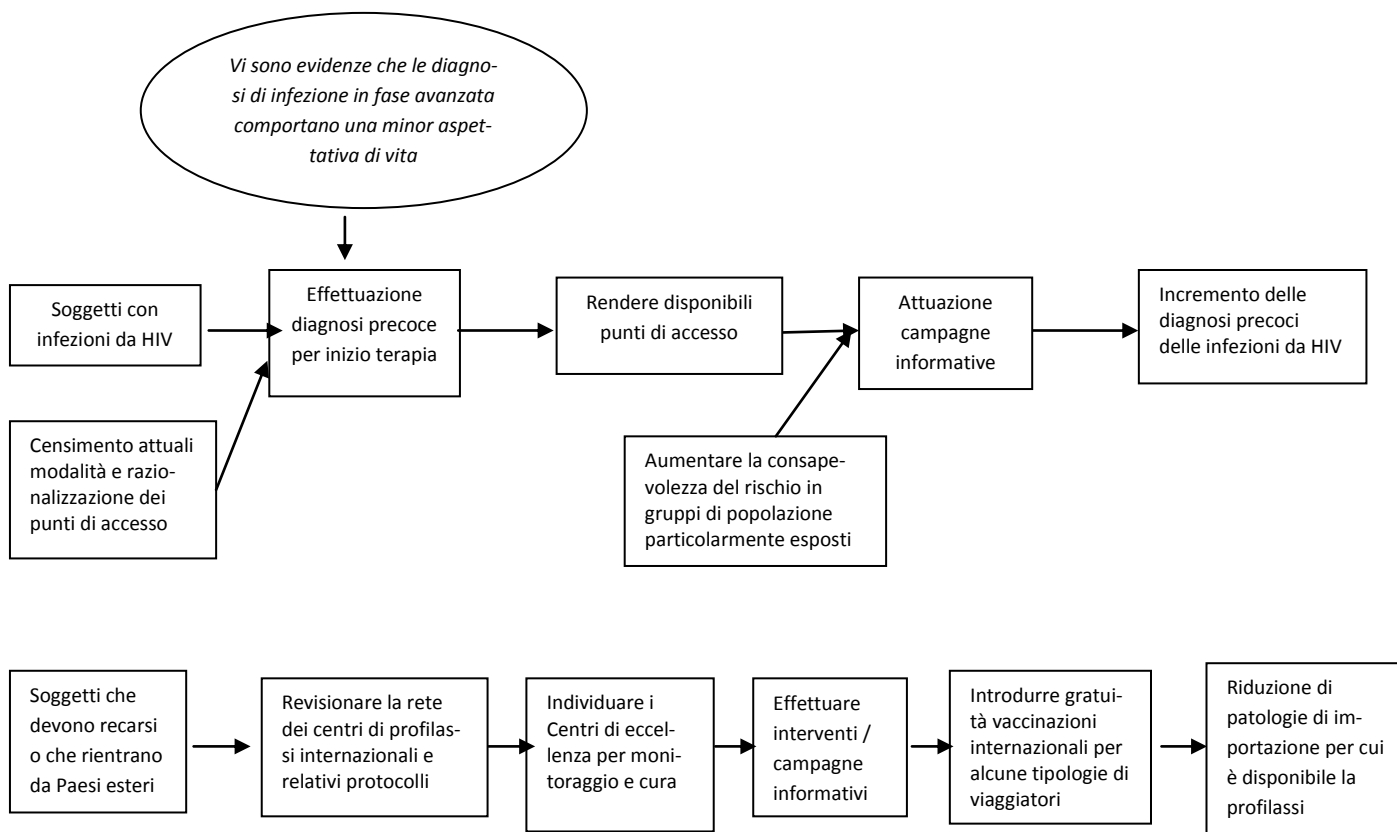 Vi sono evidenze che le diagno-
si di infezione in fase avanzata
comportano una minor aspet-
tativa di vita
Soggetti con
infezioni da HIV
Effettuazione
diagnosi precoce
per inizio terapia
Rendere disponibili
punti di accesso
Attuazione
campagne
informative
Incremento delle
diagnosi precoci
delle infezioni da HIV
Censimento attuali
modalità e razio-
nalizzazione dei
punti di accesso
Aumentare la consape-
volezza del rischio in
gruppi di popolazione
particolarmente esposti
Soggetti che
devono recarsi
o che rientrano
da Paesi esteri
Revisionare la rete
dei centri di profilas-
si internazionali e
relativi protocolli
Individuare i
Centri di eccel-
lenza per moni-
toraggio e cura
Effettuare
interventi /
campagne
informativi
Introdurre gratui-
tà vaccinazioni
internazionali per
alcune tipologie di
viaggiatori
Riduzione di
patologie di im-
portazione per cui
è disponibile la
profilassi